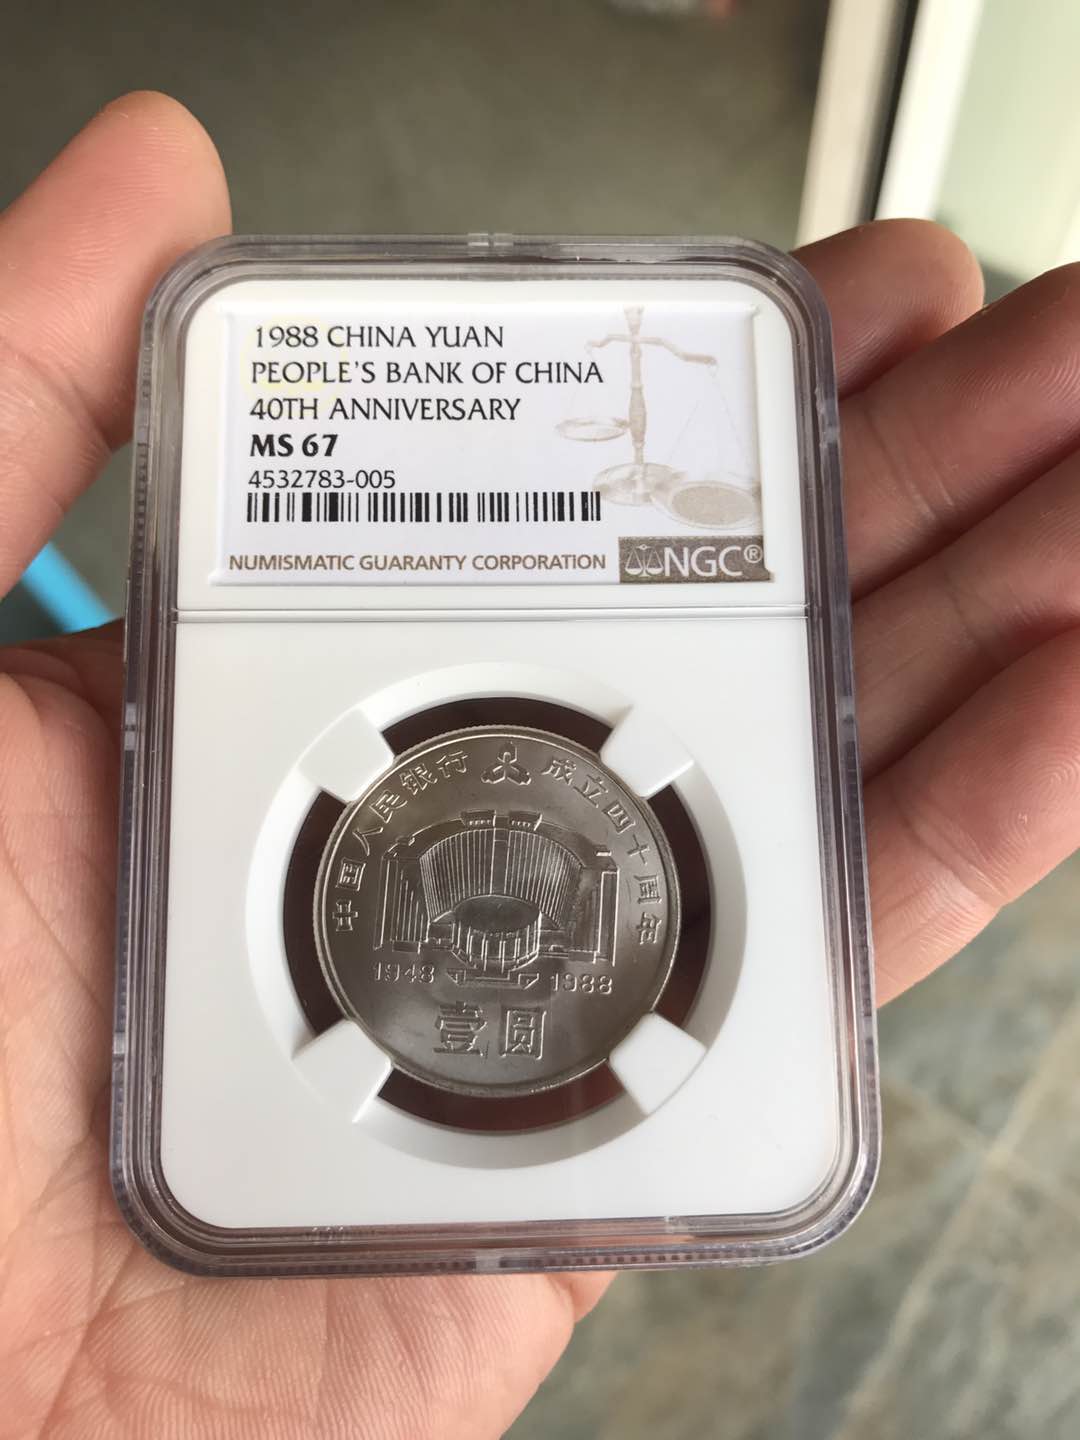 1988 CHINA YUAN
PEOPLE'S BANK OF CHINA
40TH ANNIVERSARY
MS 67
4532783-005
NUMISMATIC GUARANTY CORPORATION NGC®
中国人民银行 成立四十周年
1948 1988
壹圆